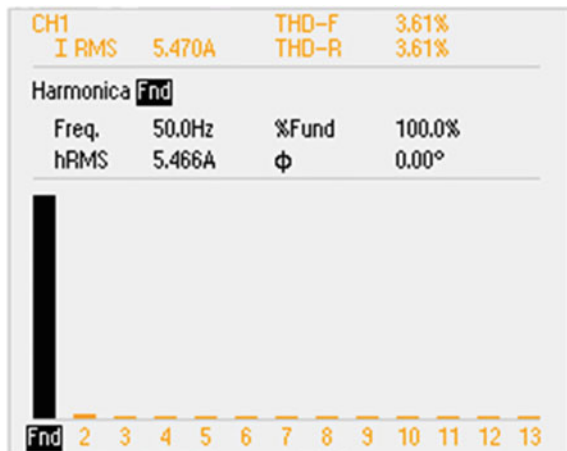 CH1 THD-F 3.61%
I RMS 5.470A THD-R 3.61%
Harmonica Fnd
Freq. 50.0Hz %Fund 100.0%
hRMS 5.466A ϕ 0.00°
Fnd 2 3 4 5 6 7 8 9 10 11 12 13